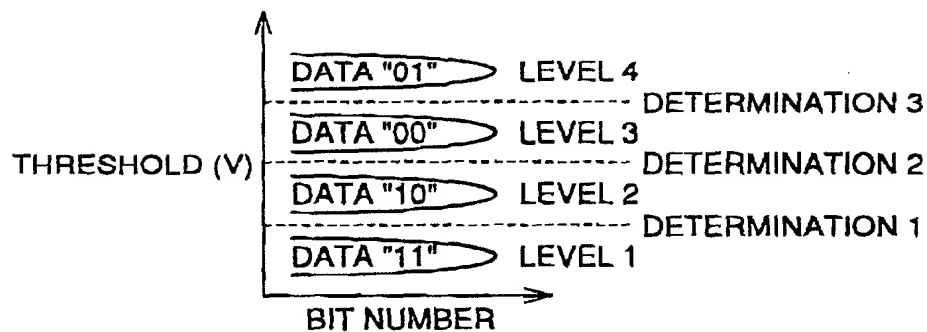 DATA "01" LEVEL 4
DETERMINATION 3
DATA "00" LEVEL 3
THRESHOLD (V)
DETERMINATION 2
DATA "10" LEVEL 2
DETERMINATION 1
DATA "11" LEVEL 1
BIT NUMBER